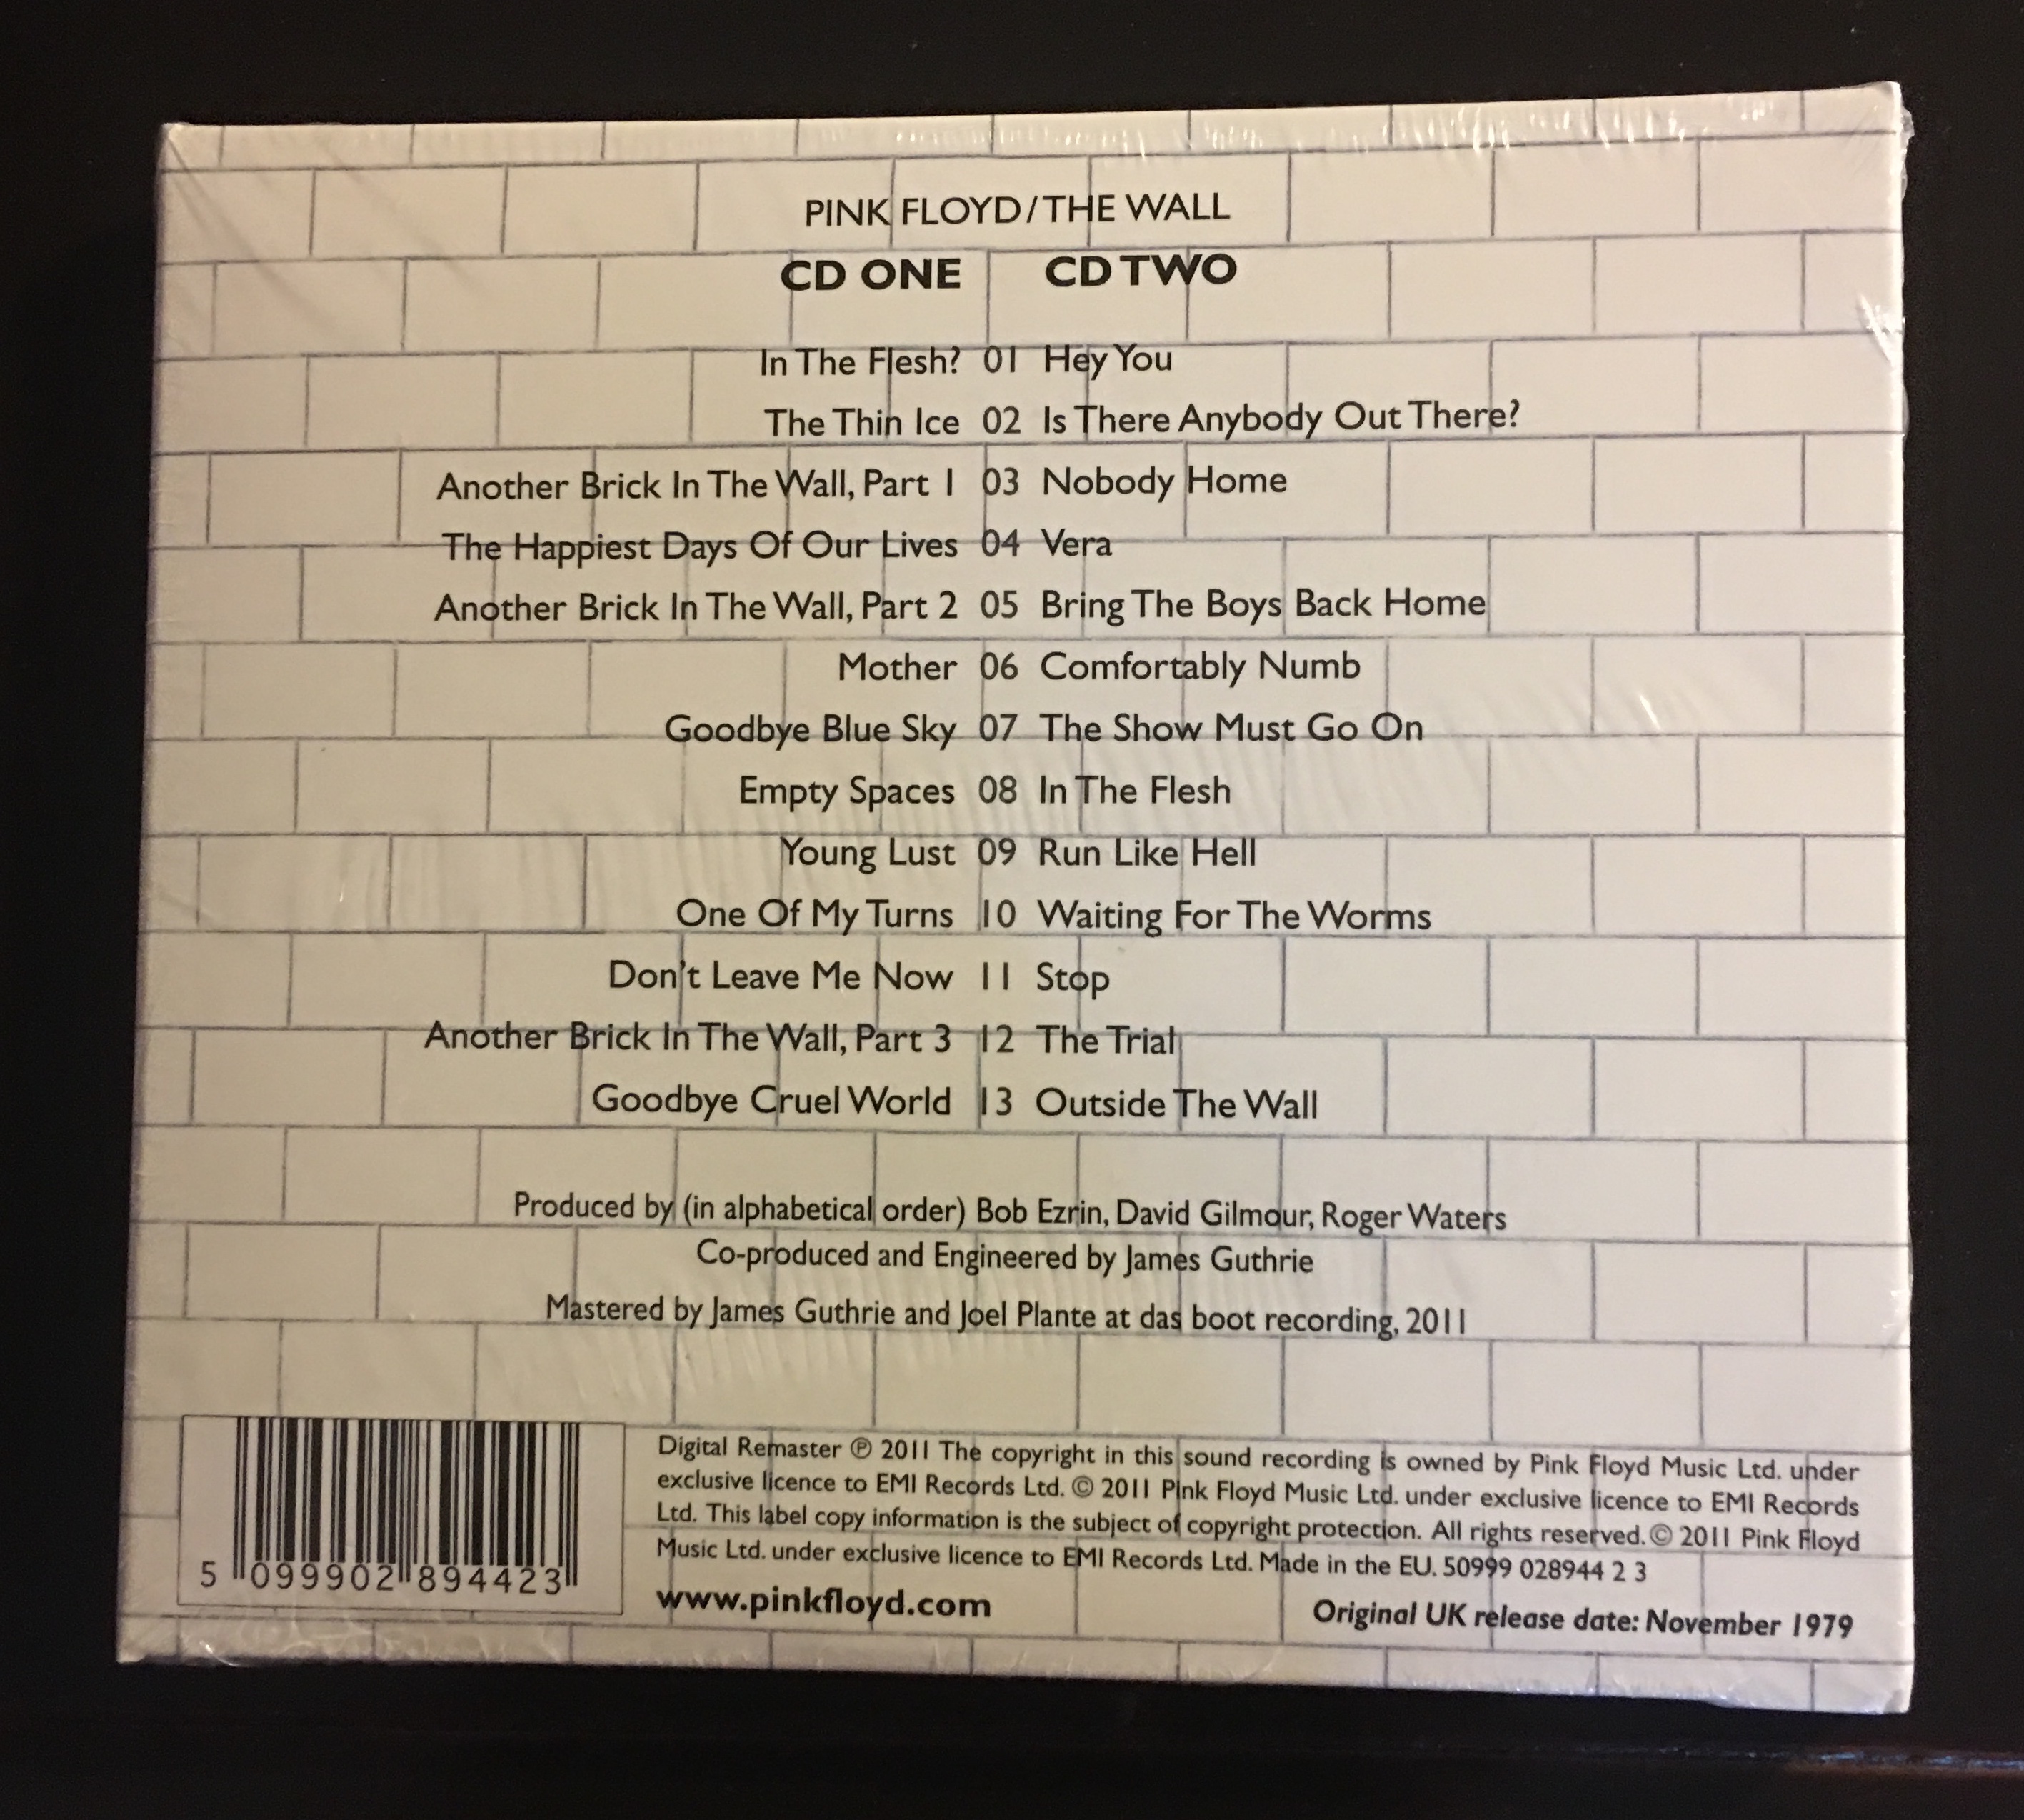 PINK FLOYD/THE WALL
CD ONE CD TWO
In The Flesh? 01 Hey You
The Thin Ice 02 Is There Anybody Out There?
Another Brick In The Wall, Part 1 03 Nobody Home
The Happiest Days Of Our Lives 04 Vera
Another Brick In The Wall, Part 2 05 Bring The Boys Back Home
Mother 06 Comfortably Numb
Goodbye Blue Sky 07 The Show Must Go On
Empty Spaces 08 In The Flesh
Young Lust 09 Run Like Hell
One Of My Turns 10 Waiting For The Worms
Don't Leave Me Now 11 Stop
Another Brick In The Wall, Part 3 12 The Trial
Goodbye Cruel World 13 Outside The Wall
Produced by (in alphabetical order) Bob Ezrin, David Gilmour, Roger Waters
Co-produced and Engineered by James Guthrie
Mastered by James Guthrie and Joel Plante at das boot recording, 2011
Digital Remaster ℗ 2011 The copyright in this sound recording is owned by Pink Floyd Music Ltd. under
exclusive licence to EMI Records Ltd. © 2011 Pink Floyd Music Ltd. under exclusive licence to EMI Records
Ltd. This label copy information is the subject of copyright protection. All rights reserved. © 2011 Pink Floyd
Music Ltd. under exclusive licence to EMI Records Ltd. Made in the EU. 50999 028944 2 3
5 099902 894423
www.pinkfloyd.com
Original UK release date: November 1979